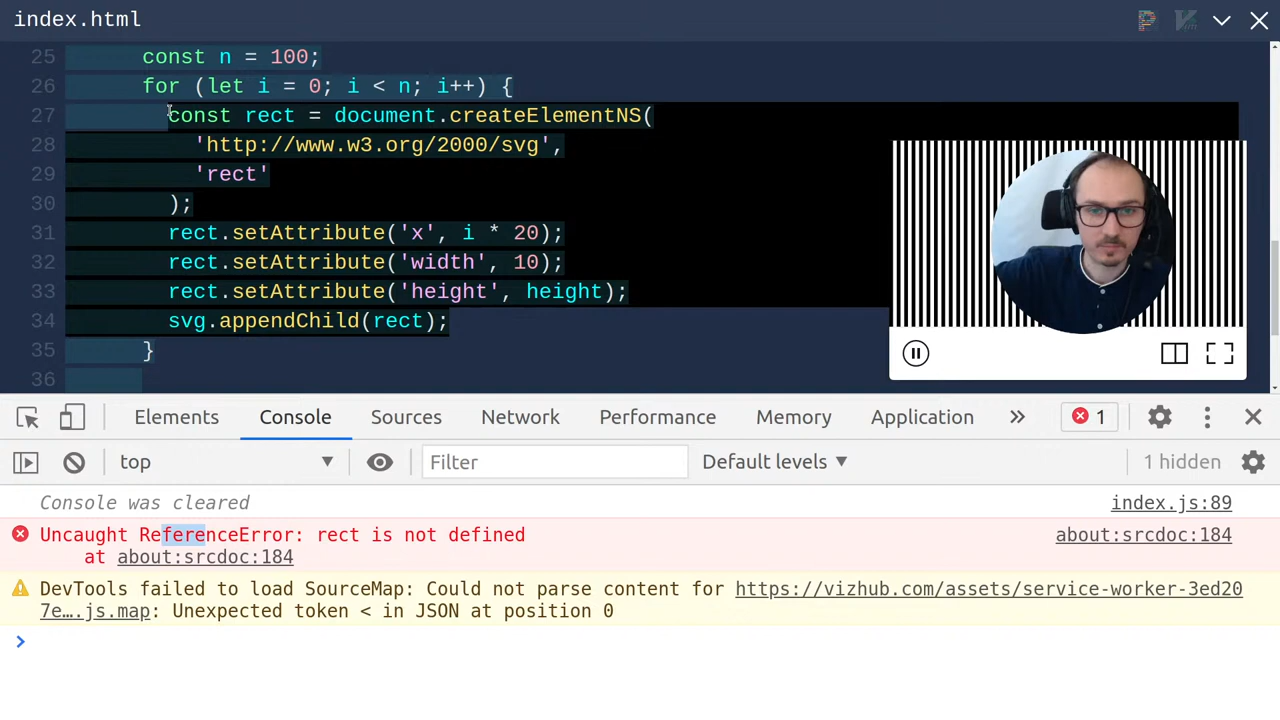 index.html
25 const n = 100;
26 for (let i = 0; i < n; i++) {
27 const rect = document.createElementNS(
28 'http://www.w3.org/2000/svg',
29 'rect'
30 );
31 rect.setAttribute('x', i * 20);
32 rect.setAttribute('width', 10);
33 rect.setAttribute('height', height);
34 svg.appendChild(rect);
35 }
36
Elements Console Sources Network Performance Memory Application » 1
top ▼ Filter Default levels ▼ 1 hidden
Console was cleared index.js:89
Uncaught ReferenceError: rect is not defined about:srcdoc:184
at about:srcdoc:184
DevTools failed to load SourceMap: Could not parse content for https://vizhub.com/assets/service-worker-3ed20
7e….js.map: Unexpected token < in JSON at position 0
>